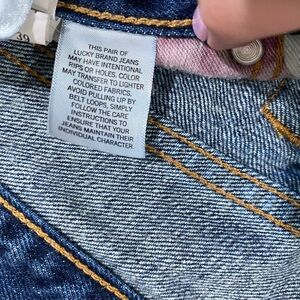 39
THIS PAIR OF
LUCKY BRAND JEANS
MAY HAVE INTENTIONAL
RIPS OR HOLES. COLOR
MAY TRANSFER TO LIGHTER
COLORED FABRICS.
AVOID PULLING UP BY
BELT LOOPS, SIMPLY
FOLLOW THE CARE
INSTRUCTIONS TO
ENSURE THAT YOUR
JEANS MAINTAIN THEIR
INDIVIDUAL CHARACTER.